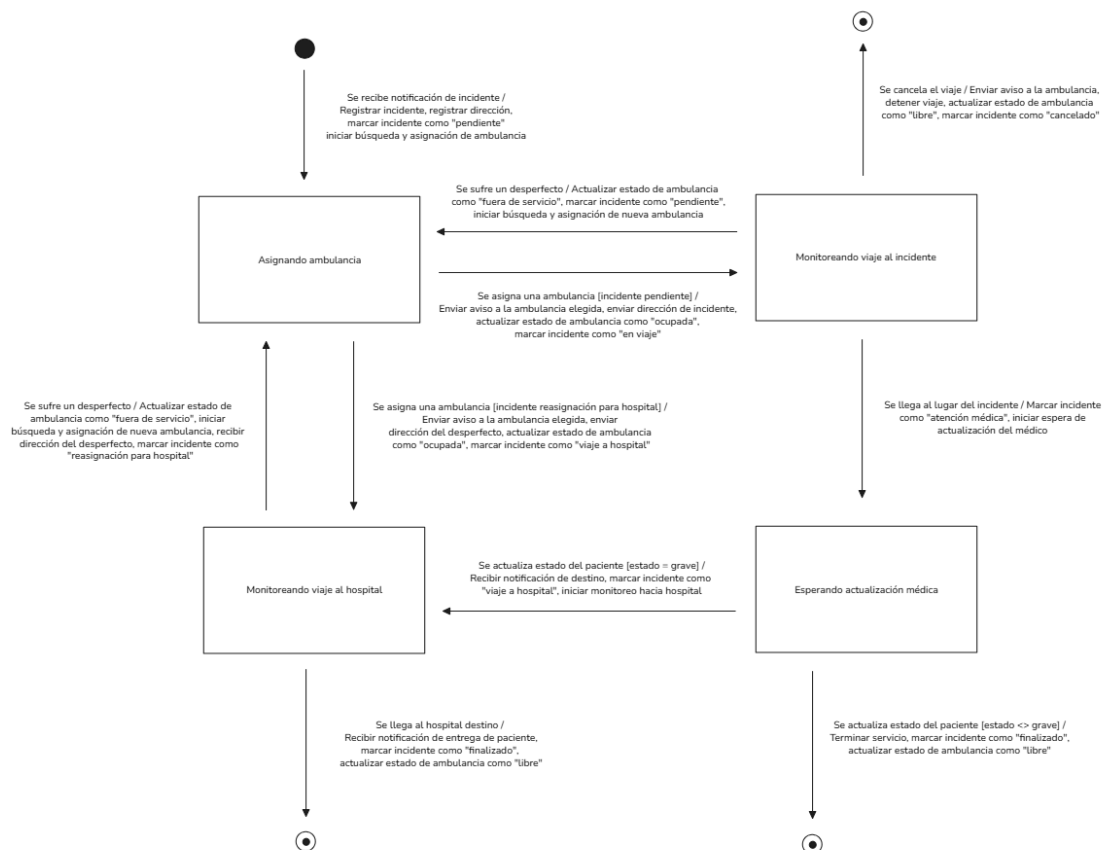 Se recibe notificación de incidente /
Registrar incidente, registrar dirección,
marcar incidente como "pendiente"
iniciar búsqueda y asignación de ambulancia
Se cancela el viaje / Enviar aviso a la ambulancia,
detener viaje, actualizar estado de ambulancia
como "libre", marcar incidente como "cancelado"
Se sufre un desperfecto / Actualizar estado de ambulancia
como "fuera de servicio", marcar incidente como "pendiente",
iniciar búsqueda y asignación de nueva ambulancia
Asignando ambulancia
Monitoreando viaje al incidente
Se asigna una ambulancia [incidente pendiente] /
Enviar aviso a la ambulancia elegida, enviar dirección de incidente,
actualizar estado de ambulancia como "ocupada",
marcar incidente como "en viaje"
Se sufre un desperfecto / Actualizar estado de
ambulancia como "fuera de servicio", iniciar
búsqueda y asignación de nueva ambulancia, recibir
dirección del desperfecto, marcar incidente como
"reasignación para hospital"
Se asigna una ambulancia [incidente reasignación para hospital] /
Enviar aviso a la ambulancia elegida, enviar
dirección del desperfecto, actualizar estado de ambulancia
como "ocupada", marcar incidente como "viaje a hospital"
Se llega al lugar del incidente / Marcar incidente
como "atención médica", iniciar espera de
actualización del médico
Monitoreando viaje al hospital
Se actualiza estado del paciente [estado = grave] /
Recibir notificación de destino, marcar incidente como
"viaje a hospital", iniciar monitoreo hacia hospital
Esperando actualización médica
Se llega al hospital destino /
Recibir notificación de entrega de paciente,
marcar incidente como "finalizado",
actualizar estado de ambulancia como "libre"
Se actualiza estado del paciente [estado <> grave] /
Terminar servicio, marcar incidente como "finalizado",
actualizar estado de ambulancia como "libre"